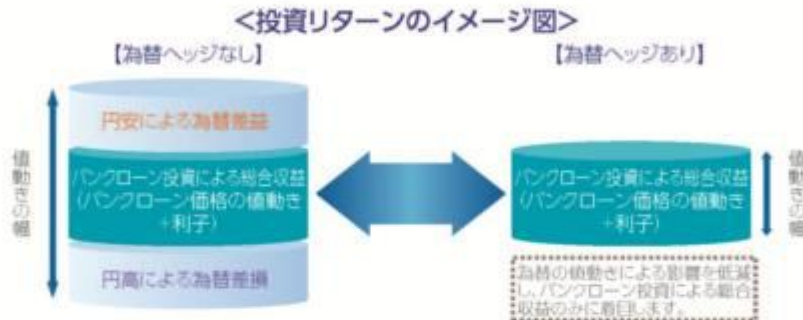 <投資リターンのイメージ図>
【為替ヘッジなし】
【為替ヘッジあり】
値動きの幅
円安による為替差益
バンクローン投資による総合収益
(バンクローン価格の値動き
+利子)
円高による為替差損
バンクローン投資による総合収益
(バンクローン価格の値動き
+利子)
値動きの幅
為替の値動きによる影響を低減
し、バンクローン投資による総合
収益のみに着目します。